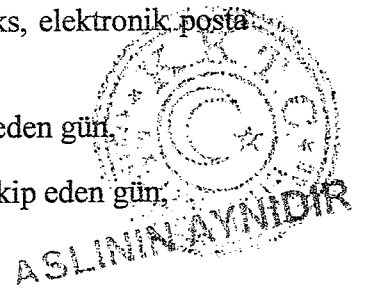 ks, elektronik posta
eden gün,
kip eden gün,
K.K.T.C.
ASLININ AYNIDIR